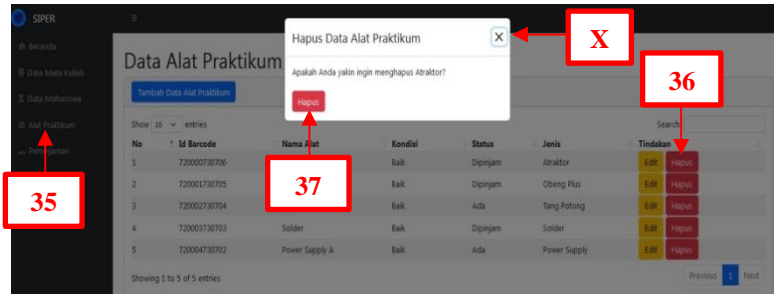 SIPER
Hapus Data Alat Praktikum X
X
Beranda
Data Alat Praktikum
Data Mata Kuliah
Apakah Anda yakin ingin menghapus Atraktor?
36
Tambah Data Alat Praktikum
Data Mahasiswa
Hapus
Alat Praktikum
Show 10 entries
Search:
No Id Barcode Nama Alat Kondisi Status Jenis Tindakan
1 720000730706 Baik Dipinjam Atraktor Edit Hapus
2 720001730705 Baik Dipinjam Obeng Plus Edit Hapus
37
35
3 720002730704 Baik Ada Tang Potong Edit Hapus
4 720003730703 Solder Baik Dipinjam Solder Edit Hapus
5 720004730702 Power Supply A Baik Ada Power Supply Edit Hapus
Showing 1 to 5 of 5 entries
Previous 1 Next